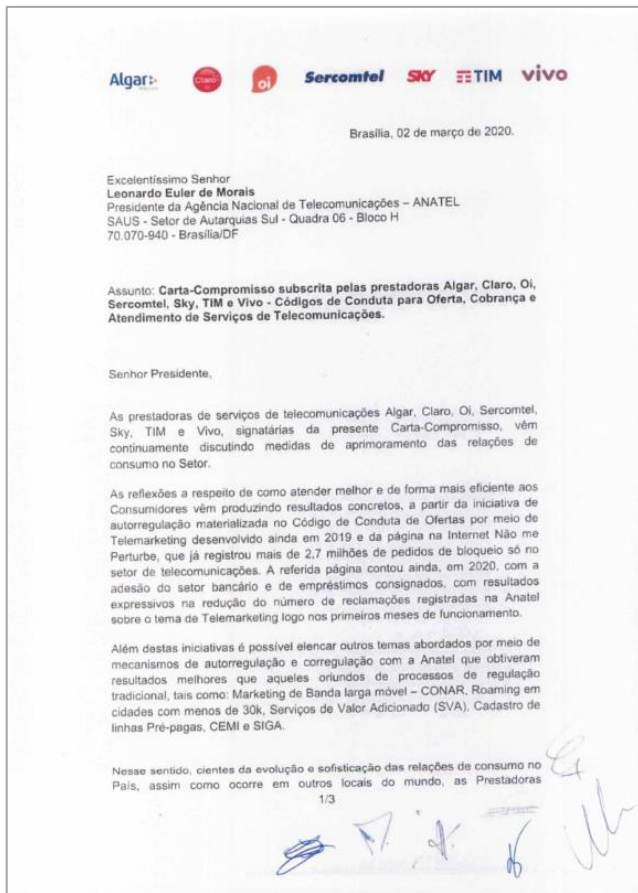 Algar
Claro
oi
Sercomtel
SKY
TIM
vivo
Brasília, 02 de março de 2020.
Excelentíssimo Senhor
Leonardo Euler de Morais
Presidente da Agência Nacional de Telecomunicações – ANATEL
SAUS - Setor de Autarquias Sul - Quadra 06 - Bloco H
70.070-940 - Brasília/DF
Assunto: Carta-Compromisso subscrita pelas prestadoras Algar, Claro, Oi,
Sercomtel, Sky, TIM e Vivo - Códigos de Conduta para Oferta, Cobrança e
Atendimento de Serviços de Telecomunicações.
Senhor Presidente,
As prestadoras de serviços de telecomunicações Algar, Claro, Oi, Sercomtel,
Sky, TIM e Vivo, signatárias da presente Carta-Compromisso, vêm
continuamente discutindo medidas de aprimoramento das relações de
consumo no Setor.
As reflexões a respeito de como atender melhor e de forma mais eficiente aos
Consumidores vêm produzindo resultados concretos, a partir da iniciativa de
autorregulação materializada no Código de Conduta de Ofertas por meio de
Telemarketing desenvolvido ainda em 2019 e da página na Internet Não me
Perturbe, que já registrou mais de 2,7 milhões de pedidos de bloqueio só no
setor de telecomunicações. A referida página contou ainda, em 2020, com a
adesão do setor bancário e de empréstimos consignados, com resultados
expressivos na redução do número de reclamações registradas na Anatel
sobre o tema de Telemarketing logo nos primeiros meses de funcionamento.
Além destas iniciativas é possível elencar outros temas abordados por meio de
mecanismos de autorregulação e corregulação com a Anatel que obtiveram
resultados melhores que aqueles oriundos de processos de regulação
tradicional, tais como: Marketing de Banda larga móvel – CONAR, Roaming em
cidades com menos de 30k, Serviços de Valor Adicionado (SVA), Cadastro de
linhas Pré-pagas, CEMI e SIGA.
Nesse sentido, cientes da evolução e sofisticação das relações de consumo no
País, assim como ocorre em outros locais do mundo, as Prestadoras
1/3